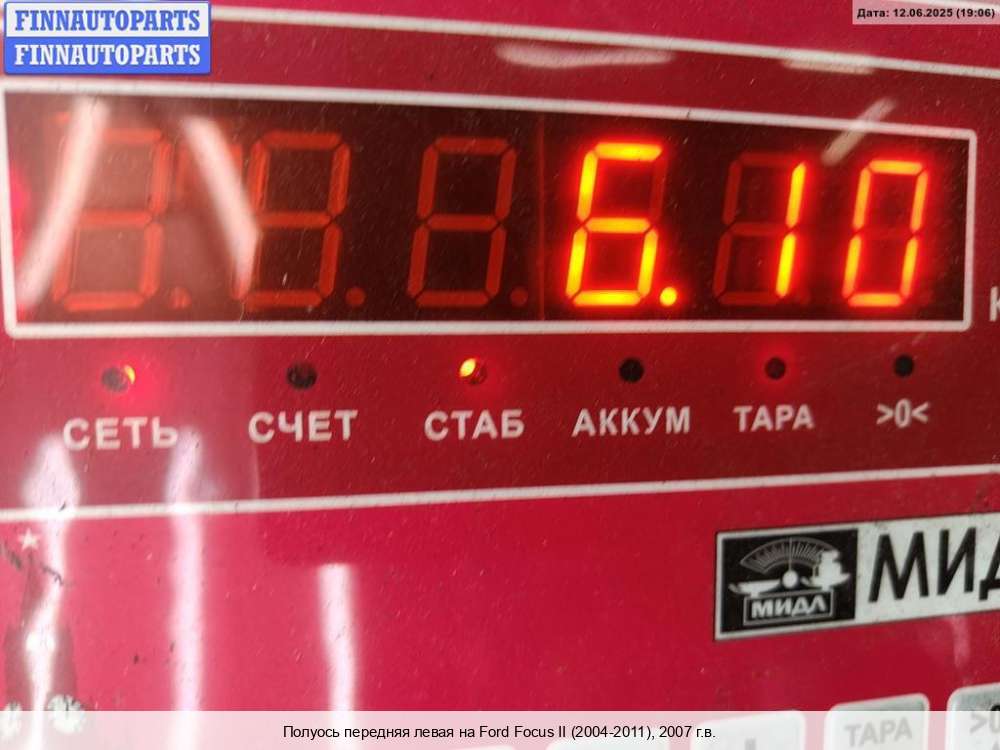 FINNAUTOPARTS
FINNAUTOPARTS
Дата: 12.06.2025 (19:06)
6.10
СЕТЬ СЧЕТ СТАБ АККУМ ТАРА >0<
МИДЛ
ТАРА
Полуось передняя левая на Ford Focus II (2004-2011), 2007 г.в.